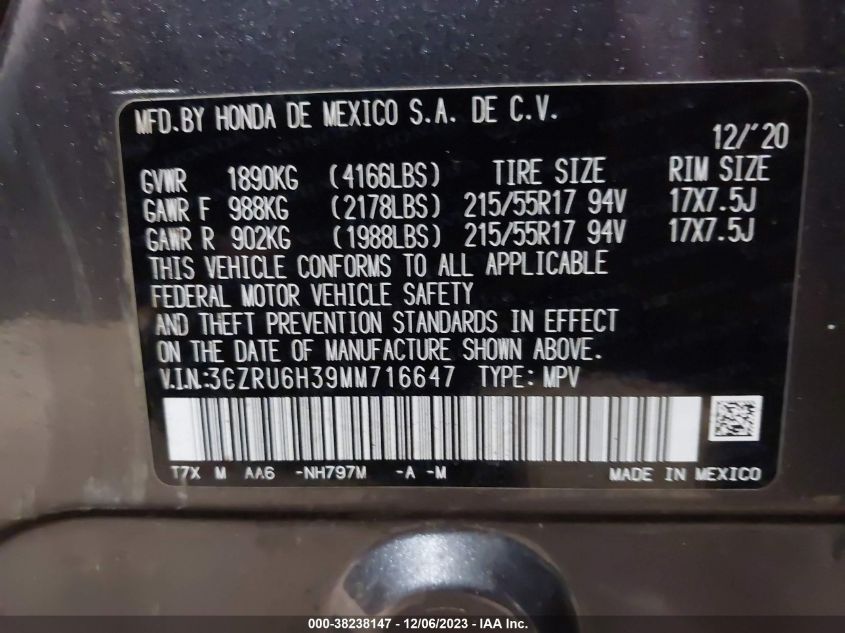 MFD.BY HONDA DE MEXICO S.A. DE C.V.
12/'20
GVWR 1890KG (4166LBS) TIRE SIZE RIM SIZE
GAWR F 988KG (2178LBS) 215/55R17 94V 17X7.5J
GAWR R 902KG (1988LBS) 215/55R17 94V 17X7.5J
THIS VEHICLE CONFORMS TO ALL APPLICABLE
FEDERAL MOTOR VEHICLE SAFETY
AND THEFT PREVENTION STANDARDS IN EFFECT
ON THE DATE OF MANUFACTURE SHOWN ABOVE.
V.I.N.:3CZRU6H39MM716647 TYPE: MPV
T7X M AA6 -NH797M -A -M MADE IN MEXICO
000-38238147 - 12/06/2023 - IAA Inc.